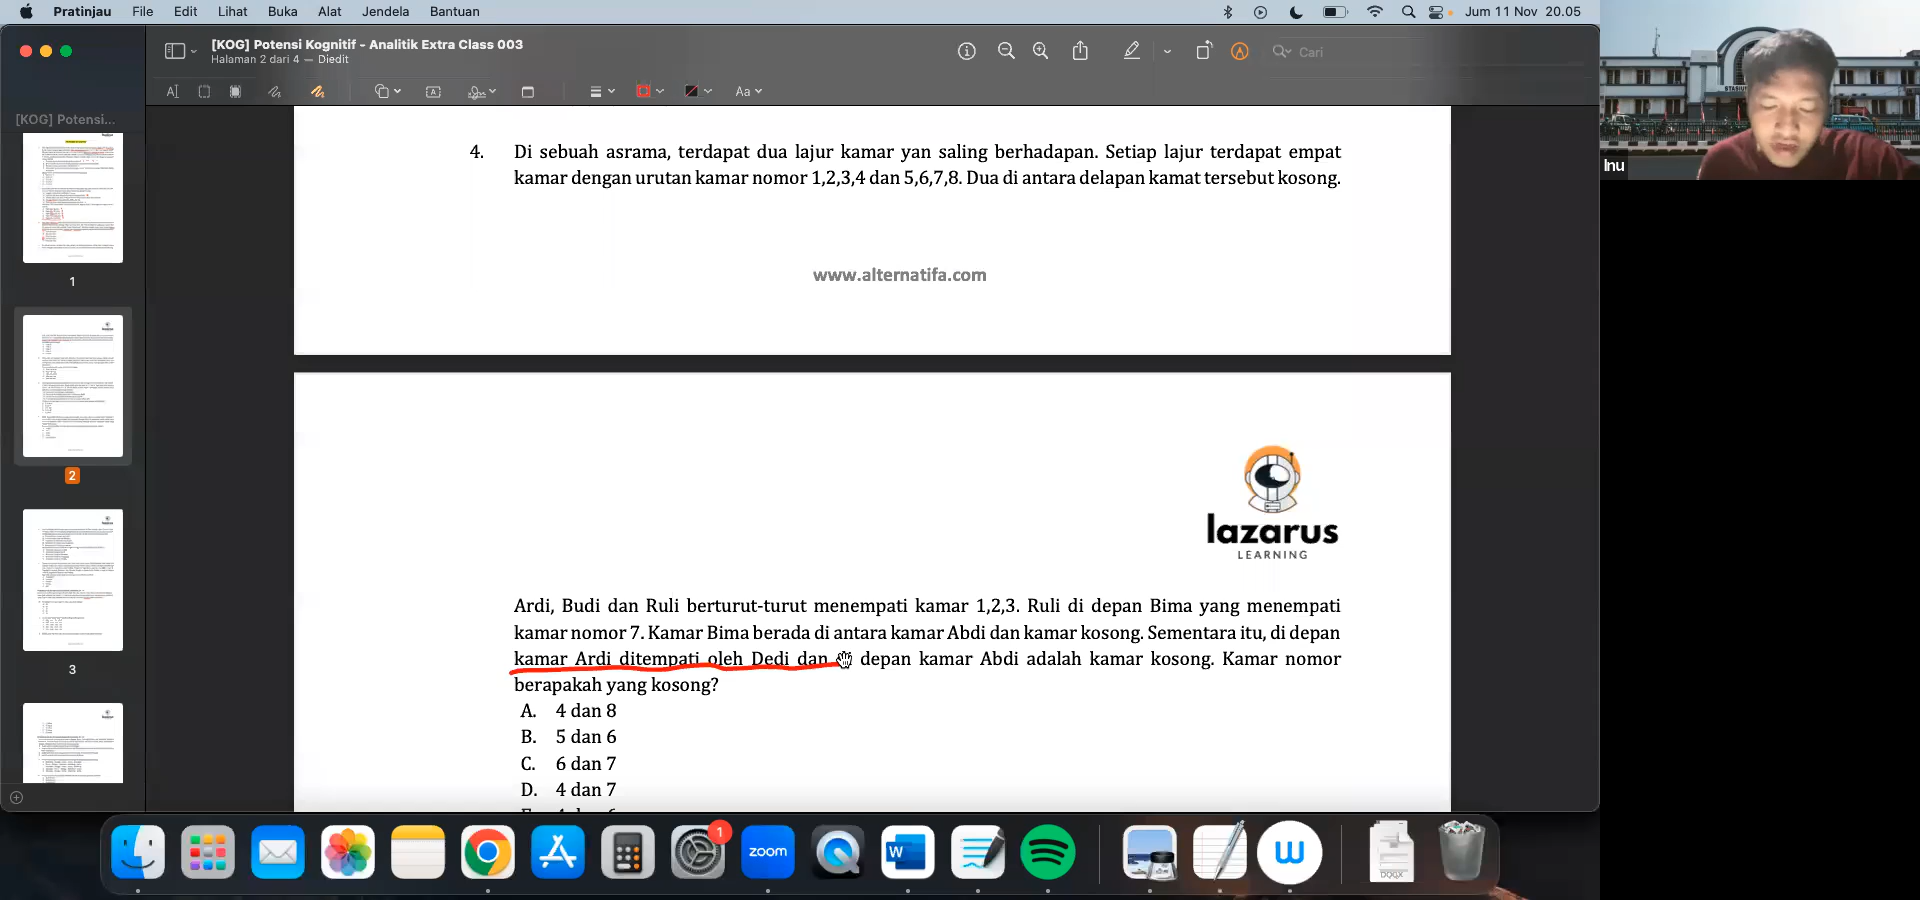 Pratinjau File Edit Lihat Buka Alat Jendela Bantuan
Jum 11 Nov 20.05
[KOG] Potensi Kognitif - Analitik Extra Class 003
Halaman 2 dari 4 — Diedit
Cari
[KOG] Potensi...
1
2
3
4. Di sebuah asrama, terdapat dua lajur kamar yan saling berhadapan. Setiap lajur terdapat empat
kamar dengan urutan kamar nomor 1,2,3,4 dan 5,6,7,8. Dua di antara delapan kamat tersebut kosong.
www.alternatifa.com
lazarus
LEARNING
Ardi, Budi dan Ruli berturut-turut menempati kamar 1,2,3. Ruli di depan Bima yang menempati
kamar nomor 7. Kamar Bima berada di antara kamar Abdi dan kamar kosong. Sementara itu, di depan
kamar Ardi ditempati oleh Dedi dan depan kamar Abdi adalah kamar kosong. Kamar nomor
berapakah yang kosong?
A. 4 dan 8
B. 5 dan 6
C. 6 dan 7
D. 4 dan 7
Inu
1
zoom
W
DOQX